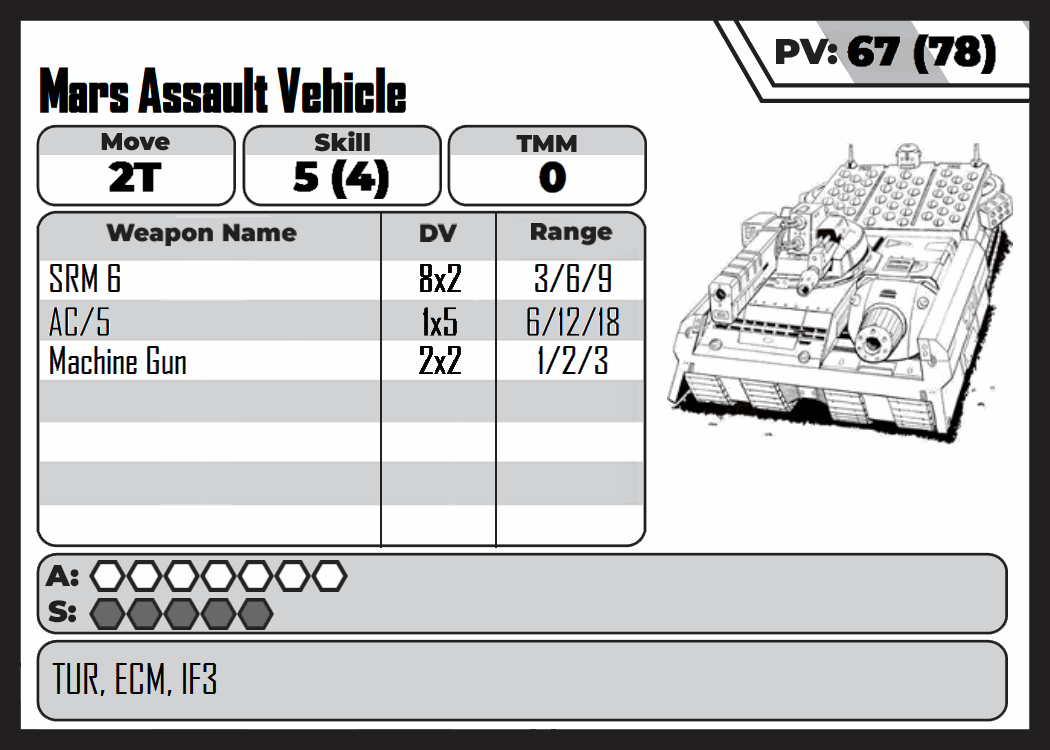 PV: 67 (78)
Mars Assault Vehicle
Move Skill TMM
2T 5 (4) 0
Weapon Name DV Range
SRM 6 8x2 3/6/9
AC/5 1x5 6/12/18
Machine Gun 2x2 1/2/3
A:
S:
TUR, ECM, IF3